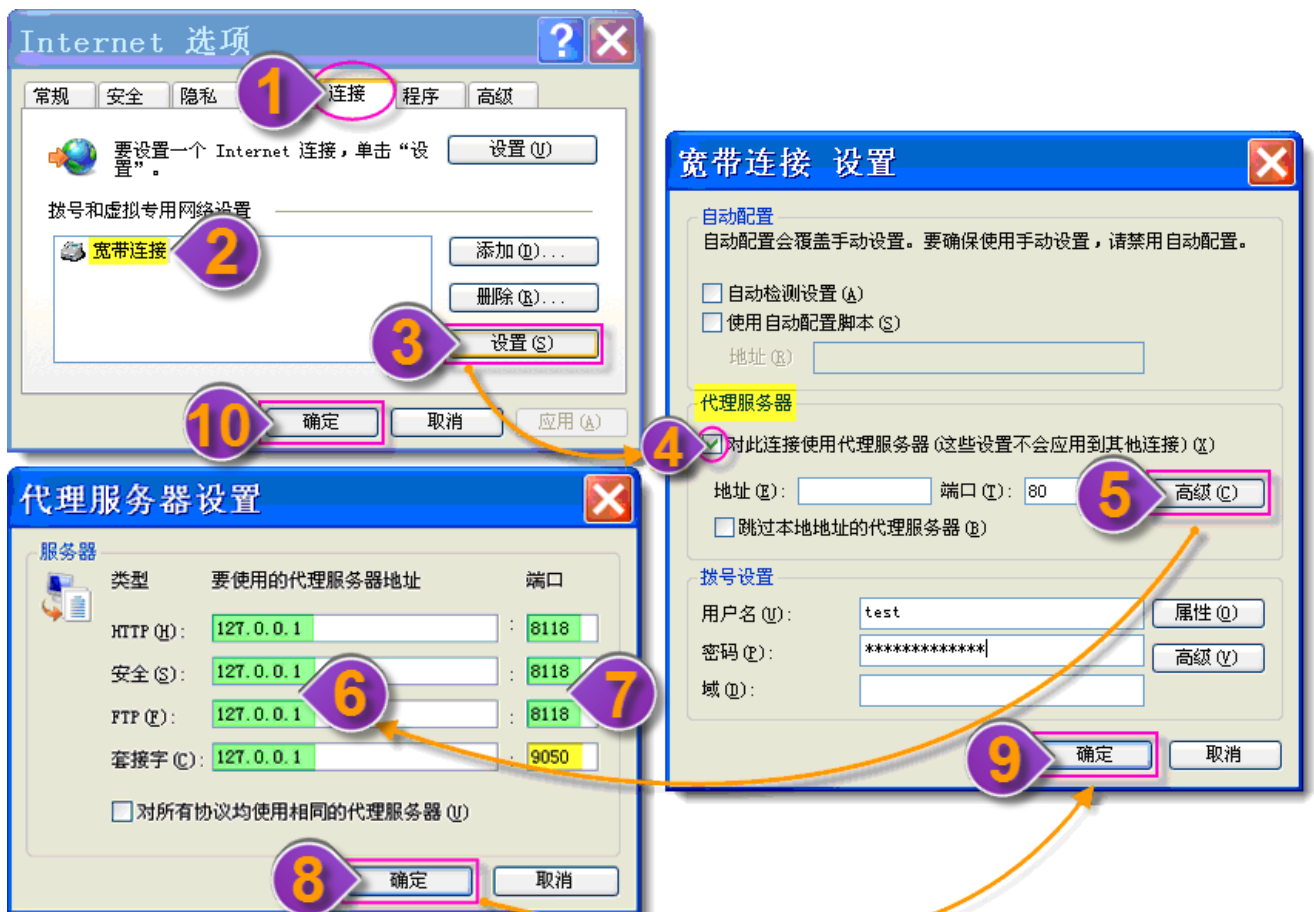 Internet 选项
常规 安全 隐私 1 连接 程序 高级
要设置一个 Internet 连接，单击“设
置”。
设置(U)
拨号和虚拟专用网络设置
宽带连接 2
添加(D)...
删除(R)...
3 设置(S)
10 确定 取消 应用(A)
宽带连接 设置
自动配置
自动配置会覆盖手动设置。要确保使用手动设置，请禁用自动配置。
自动检测设置(A)
使用自动配置脚本(S)
地址(R)
代理服务器
4 对此连接使用代理服务器(这些设置不会应用到其他连接)(X)
地址(E): 端口(T): 80 5 高级(C)
跳过本地地址的代理服务器(B)
拨号设置
用户名(U): test 属性(O)
密码(P): ************* 高级(V)
域(D):
9 确定 取消
代理服务器设置
服务器
类型 要使用的代理服务器地址 端口
HTTP(H): 127.0.0.1 : 8118
安全(S): 127.0.0.1 : 8118
6 7
FTP(F): 127.0.0.1 : 8118
套接字(C): 127.0.0.1 : 9050
对所有协议均使用相同的代理服务器(U)
8 确定 取消